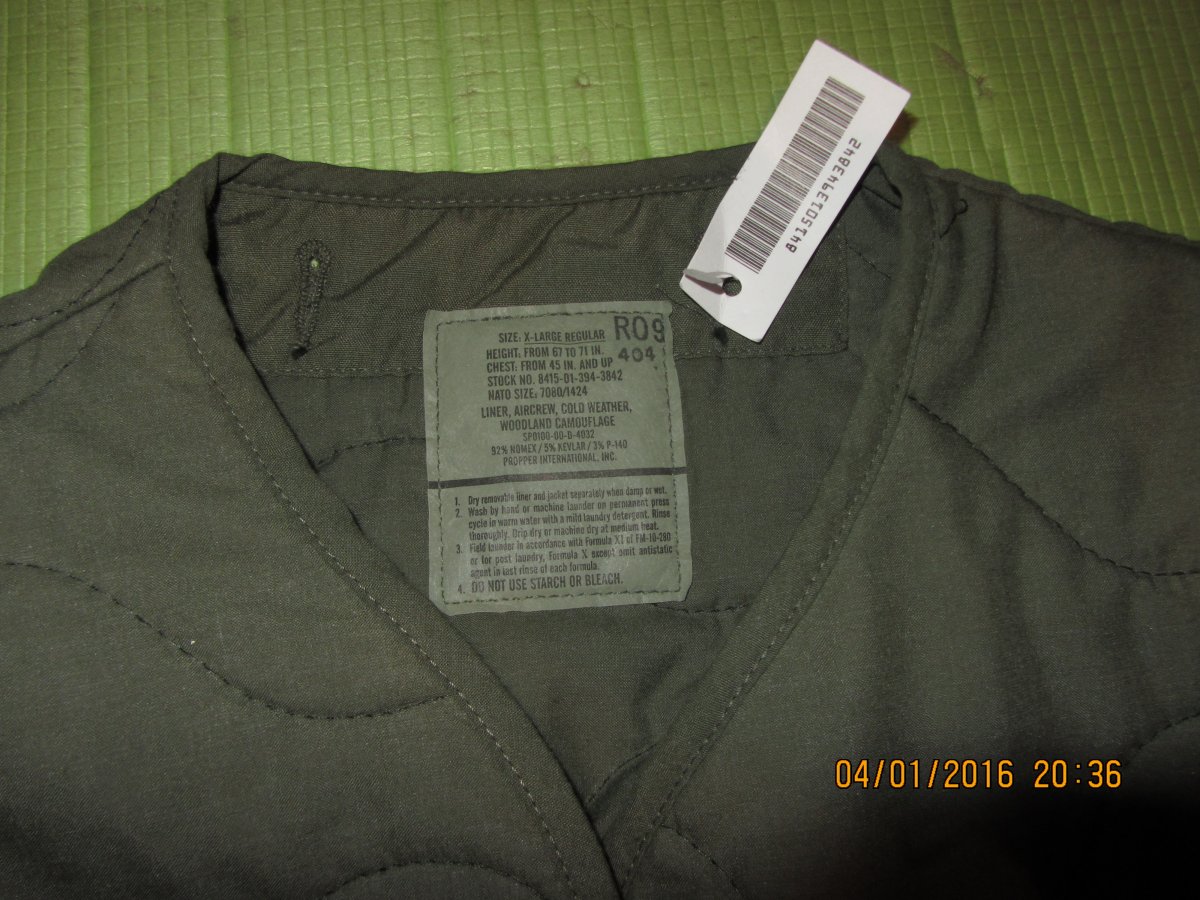 8415013943842
SIZE: X-LARGE REGULAR
R09
404
HEIGHT: FROM 67 TO 71 IN.
CHEST: FROM 45 IN. AND UP
STOCK NO. 8415-01-394-3842
NATO SIZE: 7080/1424
LINER, AIRCREW, COLD WEATHER,
WOODLAND CAMOUFLAGE
SP0100-00-D-4032
92% NOMEX / 5% KEVLAR / 3% P-140
PROPPER INTERNATIONAL, INC.
1. Dry removable liner and jacket separately when damp or wet.
2. Wash by hand or machine launder on permanent press
cycle in warm water with a mild laundry detergent. Rinse
thoroughly. Drip dry or machine dry at medium heat.
3. Field launder in accordance with Formula XI of FM-10-280
or for post laundry, Formula X except omit antistatic
agent in last rinse of each formula.
4. DO NOT USE STARCH OR BLEACH.
04/01/2016 20:36